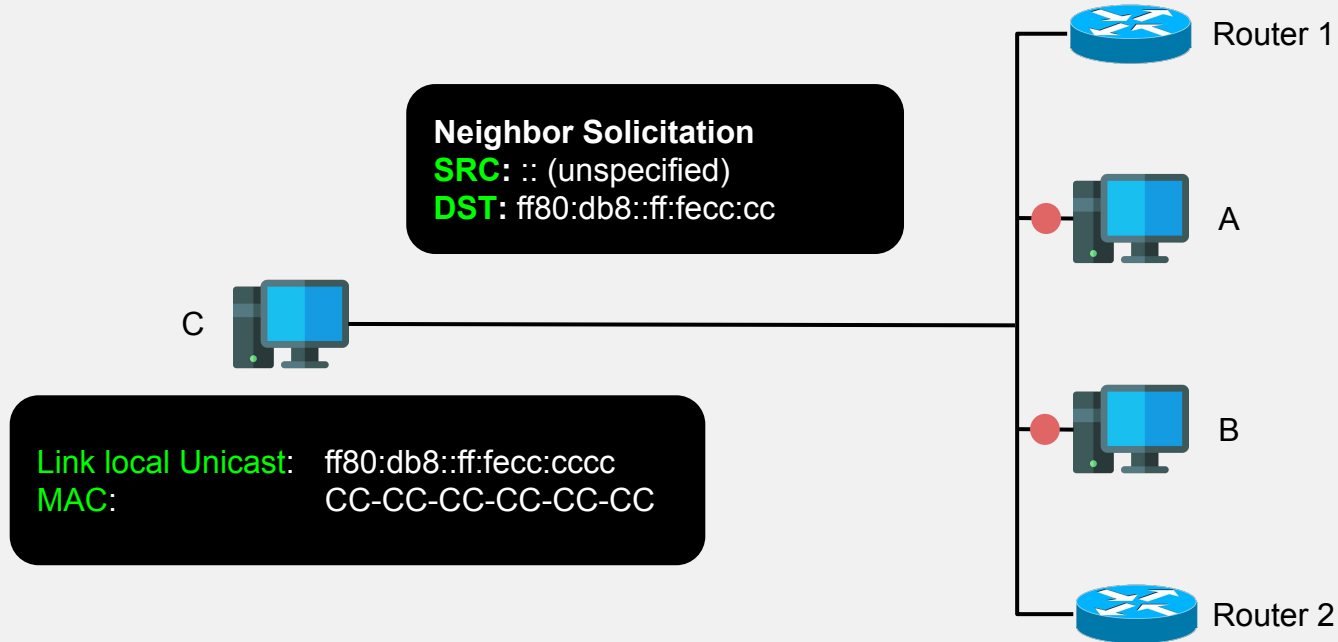 Router 1
Neighbor Solicitation
SRC: :: (unspecified)
DST: ff80:db8::ff:fecc:cc
A
C
B
Link local Unicast: ff80:db8::ff:fecc:cccc
MAC: CC-CC-CC-CC-CC-CC
Router 2